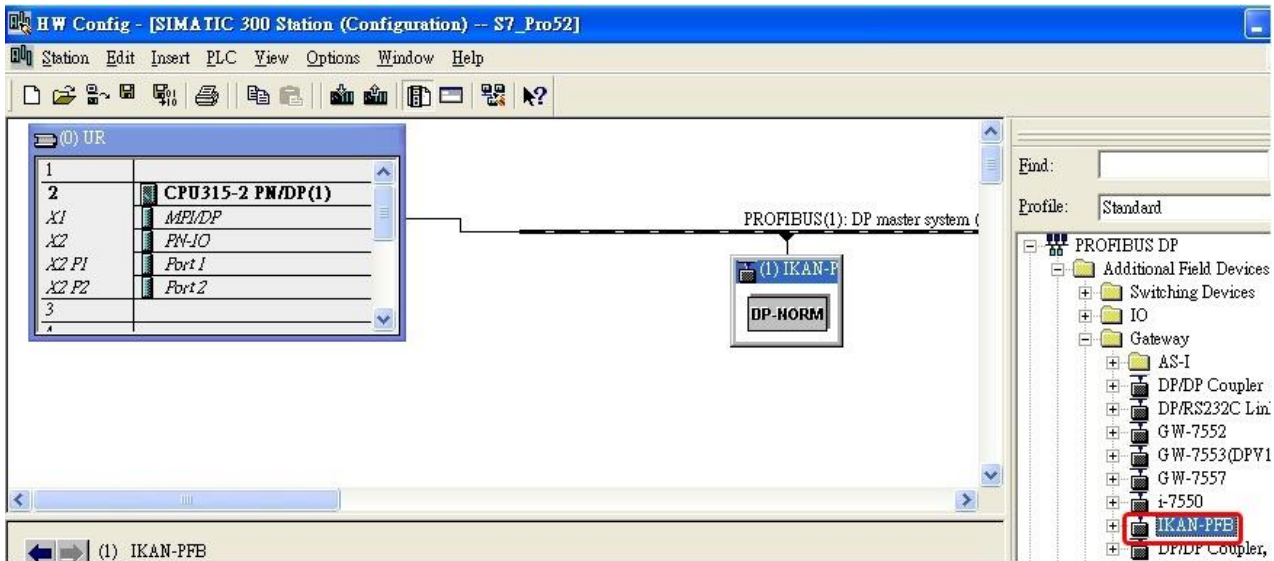 HW Config - [SIMATIC 300 Station (Configuration) -- S7_Pro52]
Station Edit Insert PLC View Options Window Help
(0) UR
1
2 CPU315-2 PN/DP(1)
X1 MPI/DP
X2 PN-IO
X2 P1 Port 1
X2 P2 Port 2
3
4
PROFIBUS(1): DP master system (
(1) IKAN-P
DP-NORM
Find:
Profile: Standard
PROFIBUS DP
Additional Field Devices
Switching Devices
IO
Gateway
AS-I
DP/DP Coupler
DP/RS232C Lin
GW-7552
GW-7553(DPV1
GW-7557
i-7550
IKAN-PFB
DP/DP Coupler,
(1) IKAN-PFB